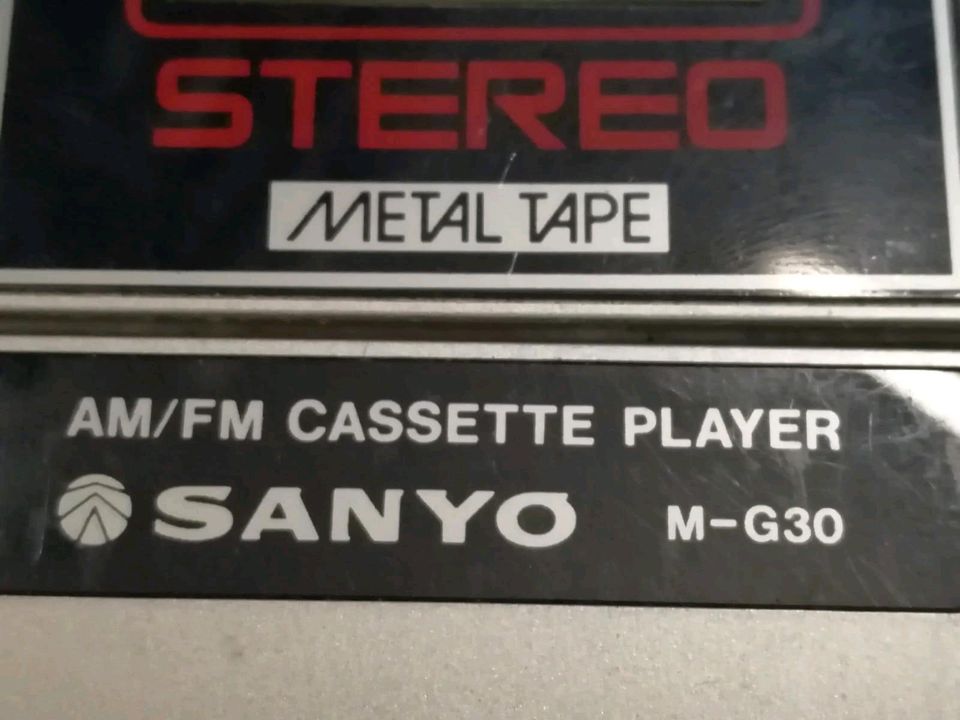 STEREO
METAL TAPE
AM/FM CASSETTE PLAYER
SANYO M-G30